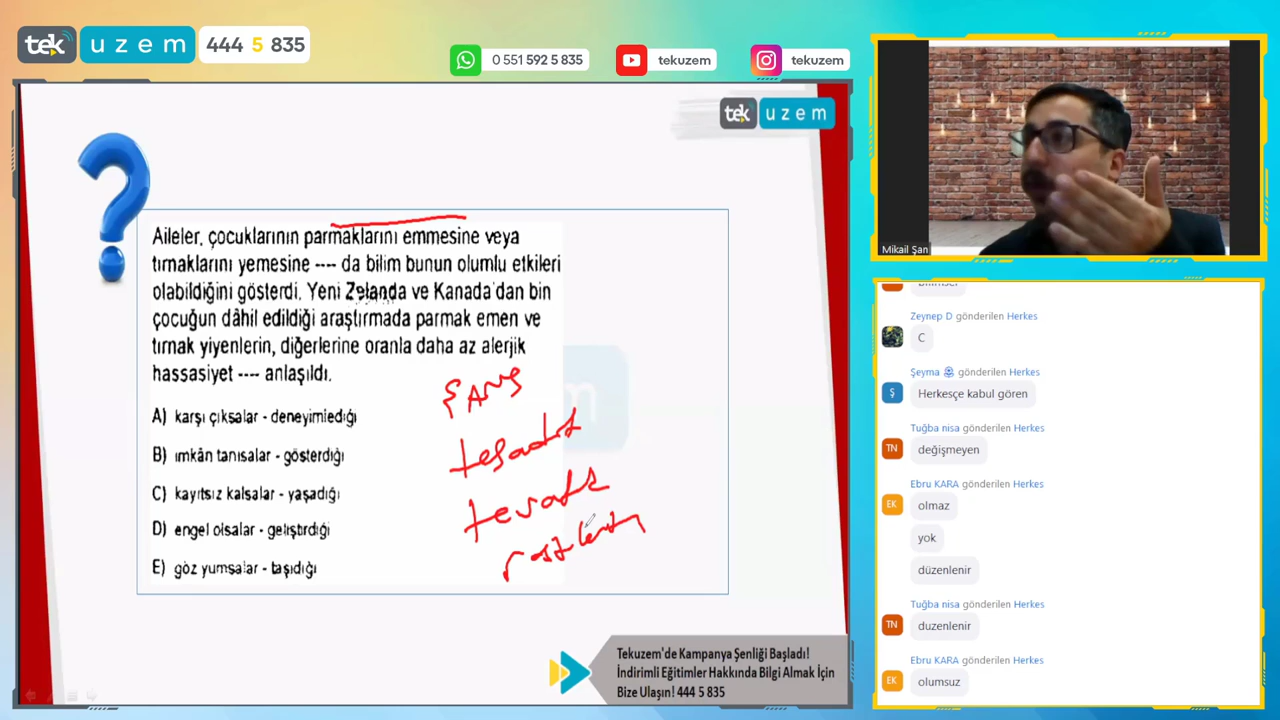 tek uzem 444 5 835
0 551 592 5 835
tekuzem
tekuzem
tek uzem
Aileler, çocuklarının parmaklarını emmesine veya
tırnaklarını yemesine ---- da bilim bunun olumlu etkileri
olabildiğini gösterdi. Yeni Zelanda ve Kanada'dan bin
çocuğun dâhil edildiği araştırmada parmak emen ve
tırnak yiyenlerin, diğerlerine oranla daha az alerjik
hassasiyet ---- anlaşıldı.
A) karşı çıksalar - deneyimlediği
B) imkân tanısalar - gösterdiği
C) kayıtsız kalsalar - yaşadığı
D) engel olsalar - geliştirdiği
E) göz yumsalar - taşıdığı
ŞANS
tesadüf
tevafk
Tekuzem'de Kampanya Şenliği Başladı!
İndirimli Eğitimler Hakkında Bilgi Almak İçin
Bize Ulaşın! 444 5 835
Mikail Şan
Zeynep D gönderilen Herkes
C
Şeyma gönderilen Herkes
Ş
Herkesçe kabul gören
Tuğba nisa gönderilen Herkes
TN
değişmeyen
Ebru KARA gönderilen Herkes
EK
olmaz
yok
düzenlenir
Tuğba nisa gönderilen Herkes
TN
duzenlenir
Ebru KARA gönderilen Herkes
EK
olumsuz